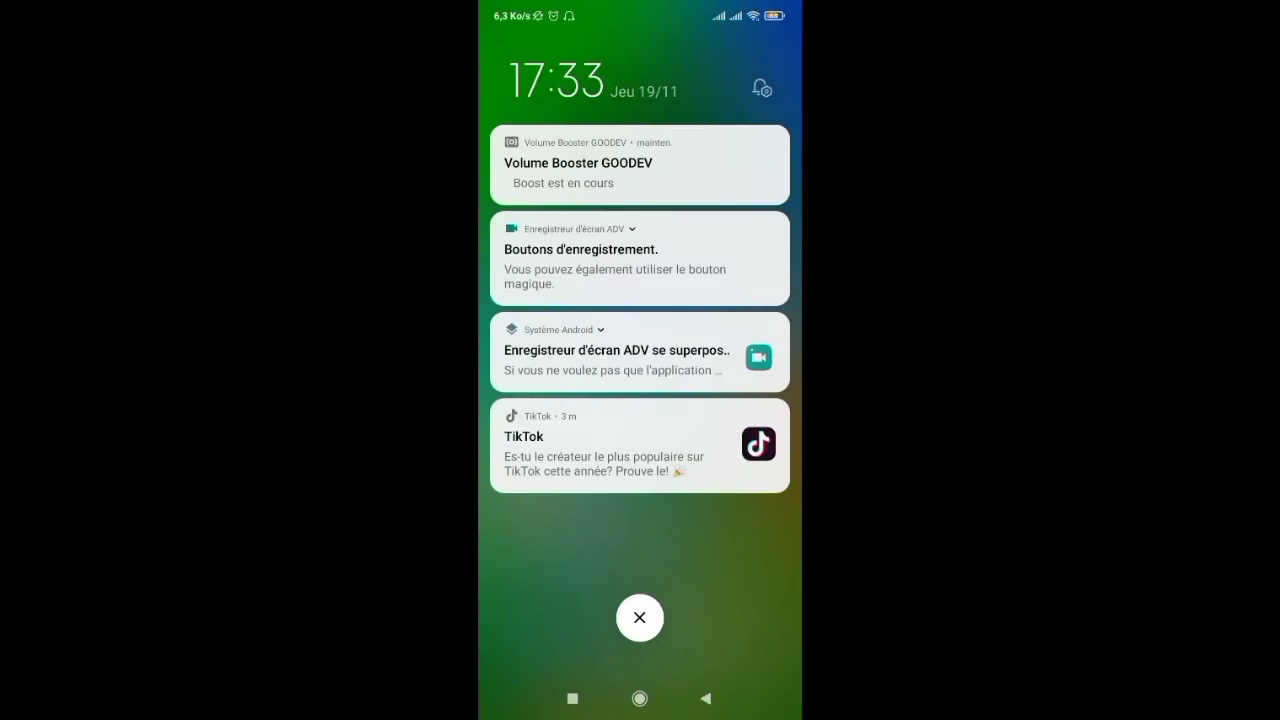 6,3 Ko/s
17:33 Jeu 19/11
Volume Booster GOODEV • mainten.
Volume Booster GOODEV
Boost est en cours
Enregistreur d'écran ADV
Boutons d'enregistrement.
Vous pouvez également utiliser le bouton
magique.
Système Android
Enregistreur d'écran ADV se superpos..
Si vous ne voulez pas que l'application ...
TikTok • 3 m
TikTok
Es-tu le créateur le plus populaire sur
TikTok cette année? Prouve le! 🎉